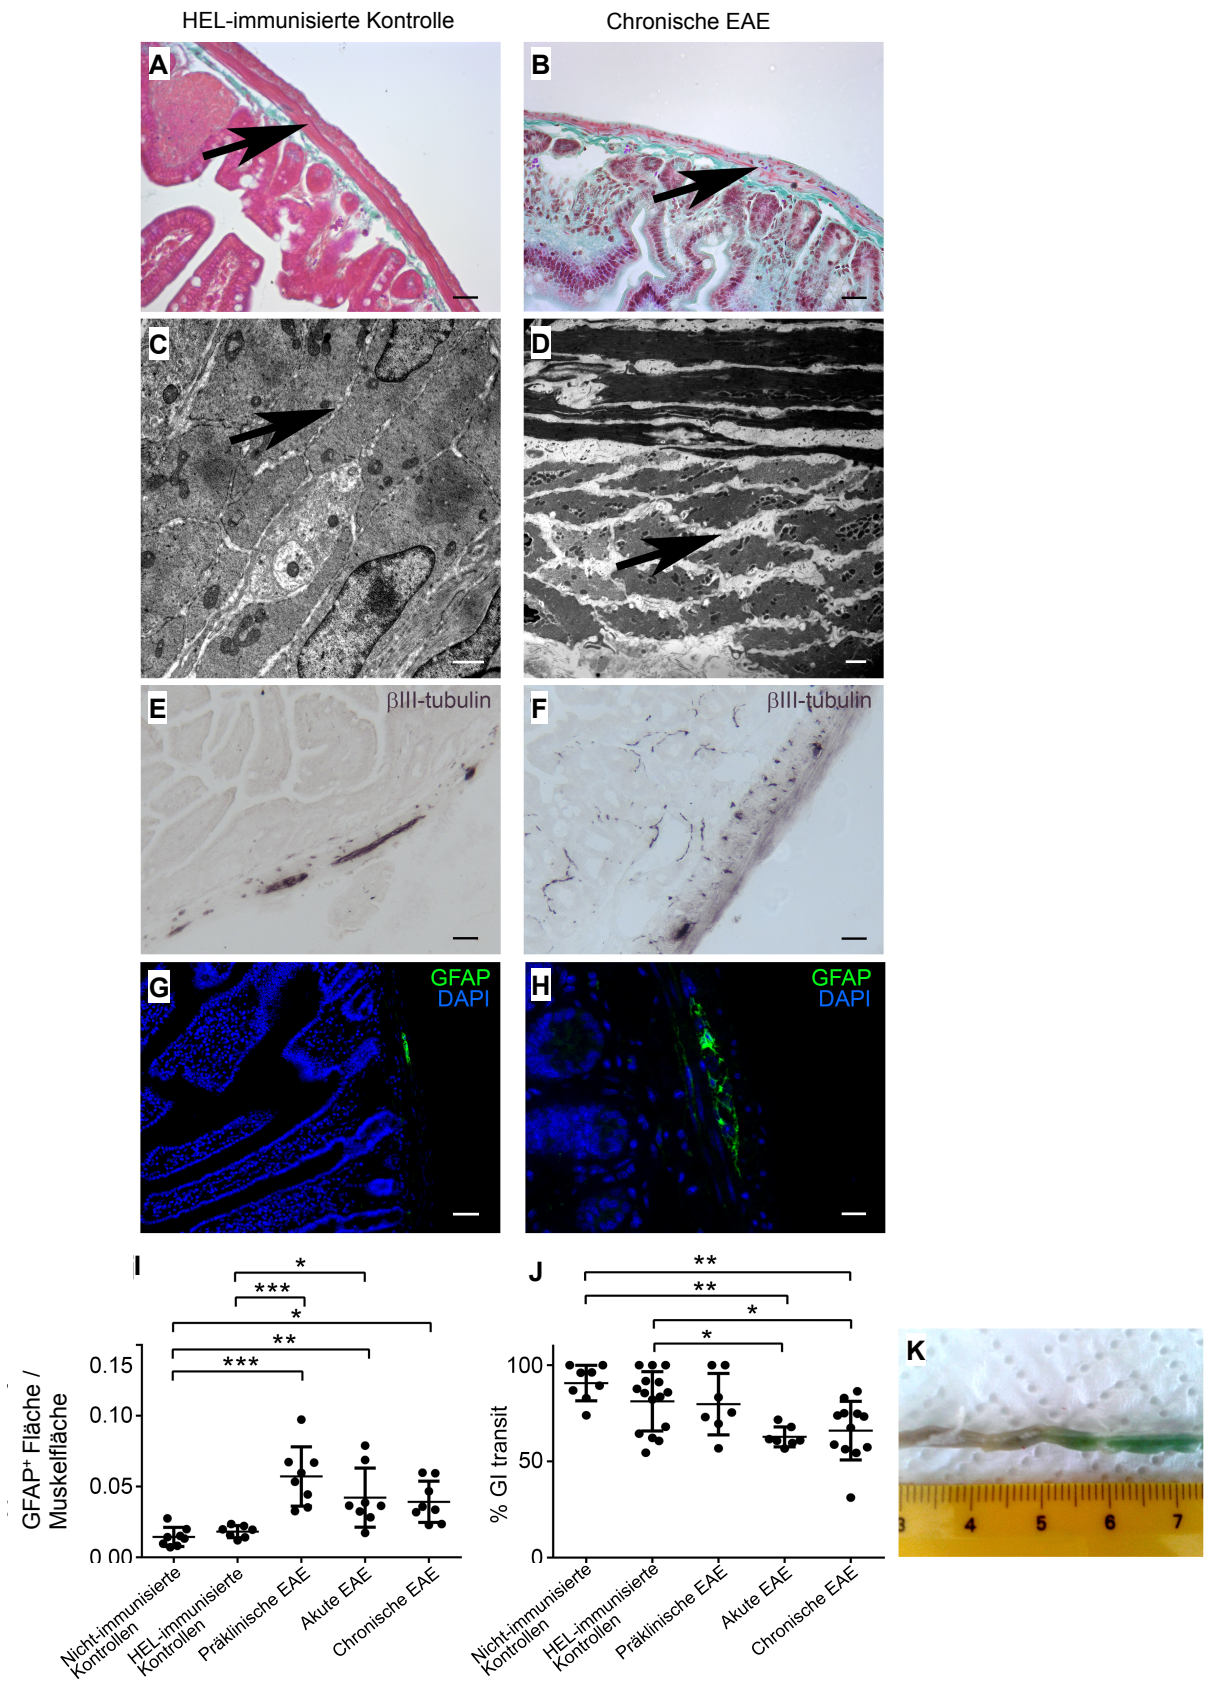 HEL-immunisierte Kontrolle
Chronische EAE
A
B
C
D
E
βIII-tubulin
F
βIII-tubulin
G
GFAP
DAPI
H
GFAP
DAPI
I
*
***
*
**
***
GFAP⁺ Fläche /
Muskelfläche
0.15
0.10
0.05
0.00
Nicht-immunisierte
Kontrollen
HEL-immunisierte
Kontrollen
Präklinische EAE
Akute EAE
Chronische EAE
J
**
**
*
*
% GI transit
100
50
0
Nicht-immunisierte
Kontrollen
HEL-immunisierte
Kontrollen
Präklinische EAE
Akute EAE
Chronische EAE
K
3 4 5 6 7